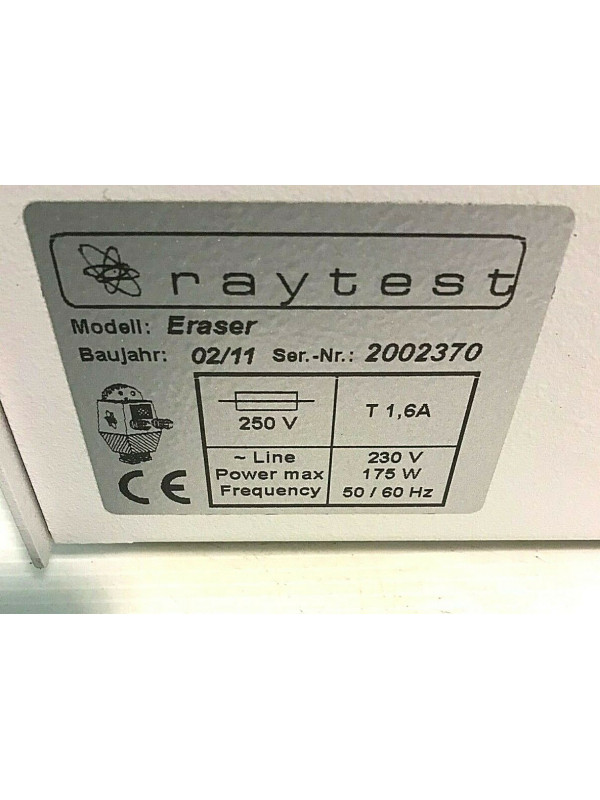 raytest
Modell: Eraser
Baujahr: 02/11 Ser.-Nr.: 2002370
250 V T 1,6A
~ Line 230 V
Power max 175 W
Frequency 50 / 60 Hz
CE